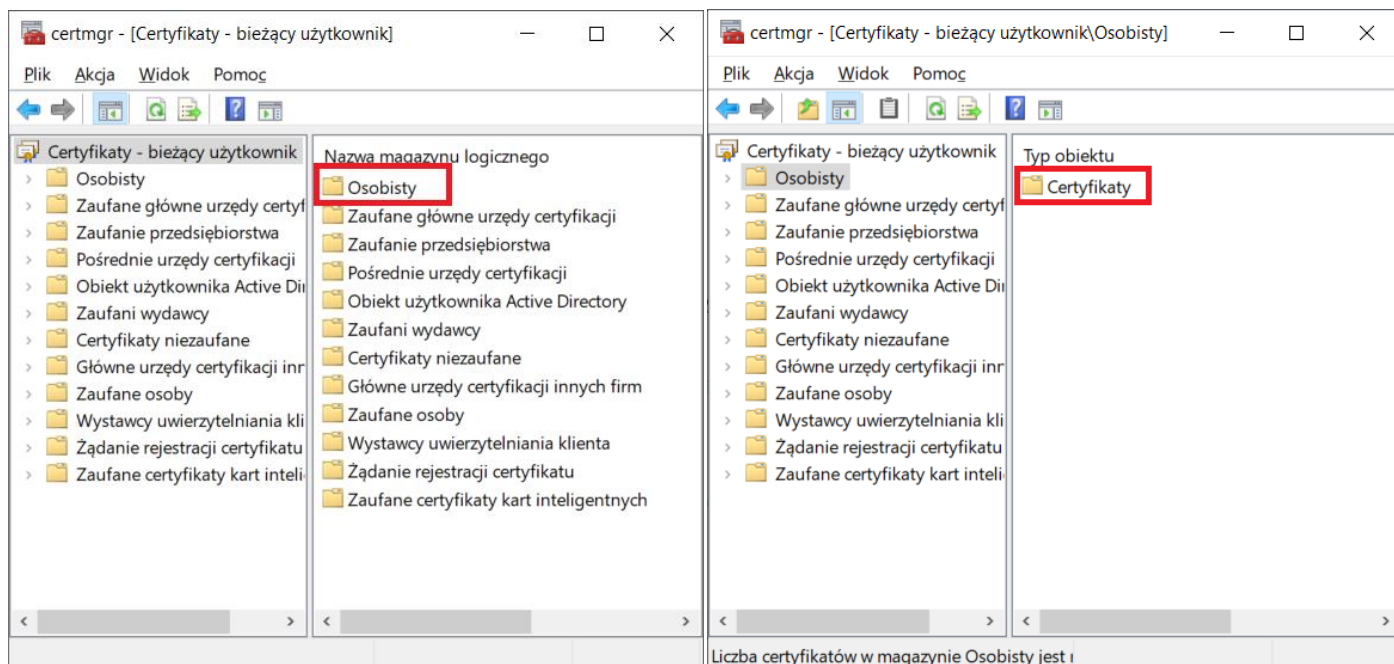 certmgr - [Certyfikaty - bieżący użytkownik]
Plik Akcja Widok Pomoc
Certyfikaty - bieżący użytkownik
Osobisty
Zaufane główne urzędy certyf
Zaufanie przedsiębiorstwa
Pośrednie urzędy certyfikacji
Obiekt użytkownika Active Di
Zaufani wydawcy
Certyfikaty niezaufane
Główne urzędy certyfikacji inr
Zaufane osoby
Wystawcy uwierzytelniania kli
Żądanie rejestracji certyfikatu
Zaufane certyfikaty kart inteli
Nazwa magazynu logicznego
Osobisty
Zaufane główne urzędy certyfikacji
Zaufanie przedsiębiorstwa
Pośrednie urzędy certyfikacji
Obiekt użytkownika Active Directory
Zaufani wydawcy
Certyfikaty niezaufane
Główne urzędy certyfikacji innych firm
Zaufane osoby
Wystawcy uwierzytelniania klienta
Żądanie rejestracji certyfikatu
Zaufane certyfikaty kart inteligentnych
certmgr - [Certyfikaty - bieżący użytkownik\Osobisty]
Plik Akcja Widok Pomoc
Certyfikaty - bieżący użytkownik
Osobisty
Zaufane główne urzędy certyf
Zaufanie przedsiębiorstwa
Pośrednie urzędy certyfikacji
Obiekt użytkownika Active Di
Zaufani wydawcy
Certyfikaty niezaufane
Główne urzędy certyfikacji inr
Zaufane osoby
Wystawcy uwierzytelniania kli
Żądanie rejestracji certyfikatu
Zaufane certyfikaty kart inteli
Typ obiektu
Certyfikaty
Liczba certyfikatów w magazynie Osobisty jest